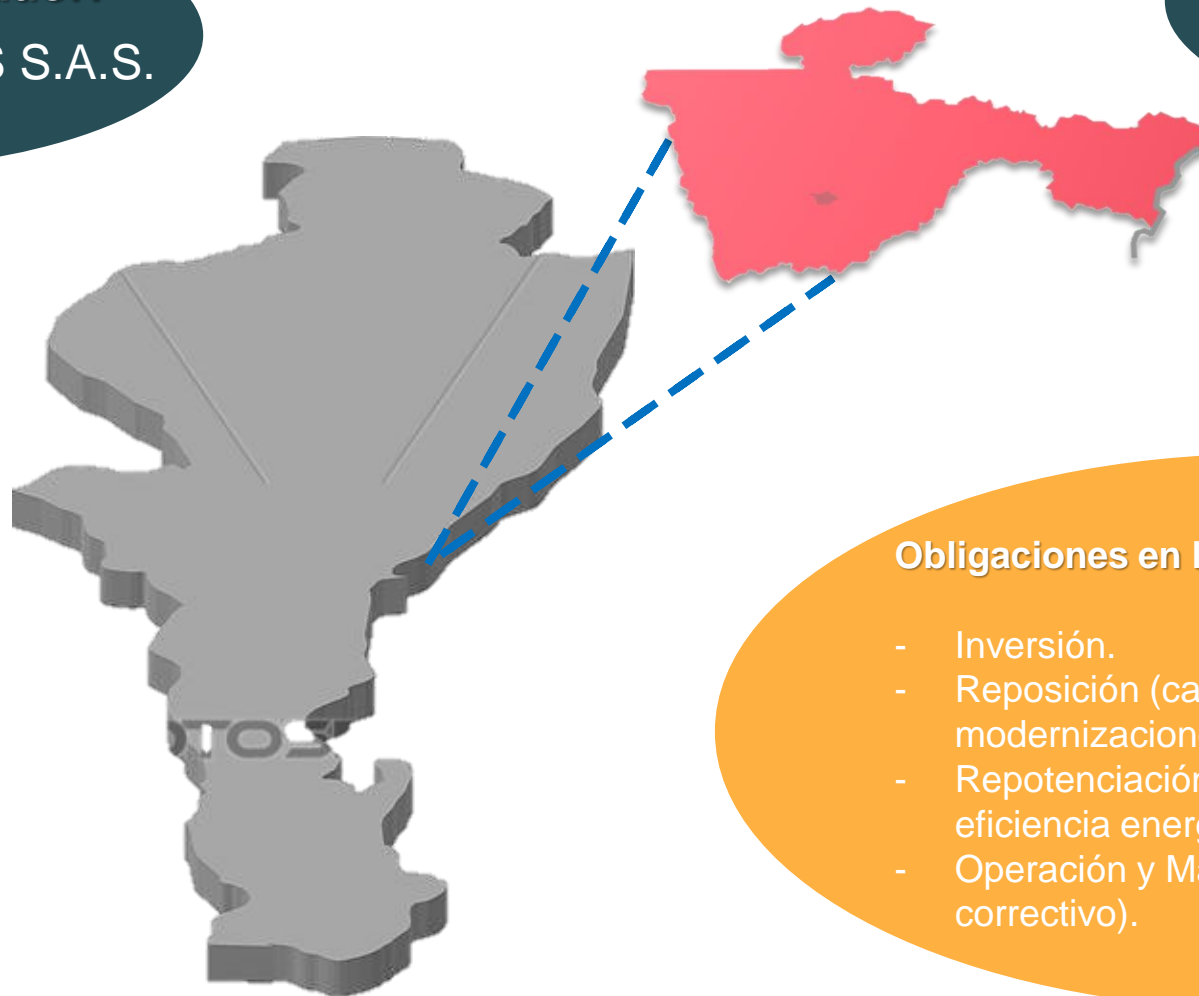 S S.A.S.
Obligaciones en
- Inversión.
- Reposición (ca
modernizacion
- Repotenciación
eficiencia energ
- Operación y Ma
correctivo).